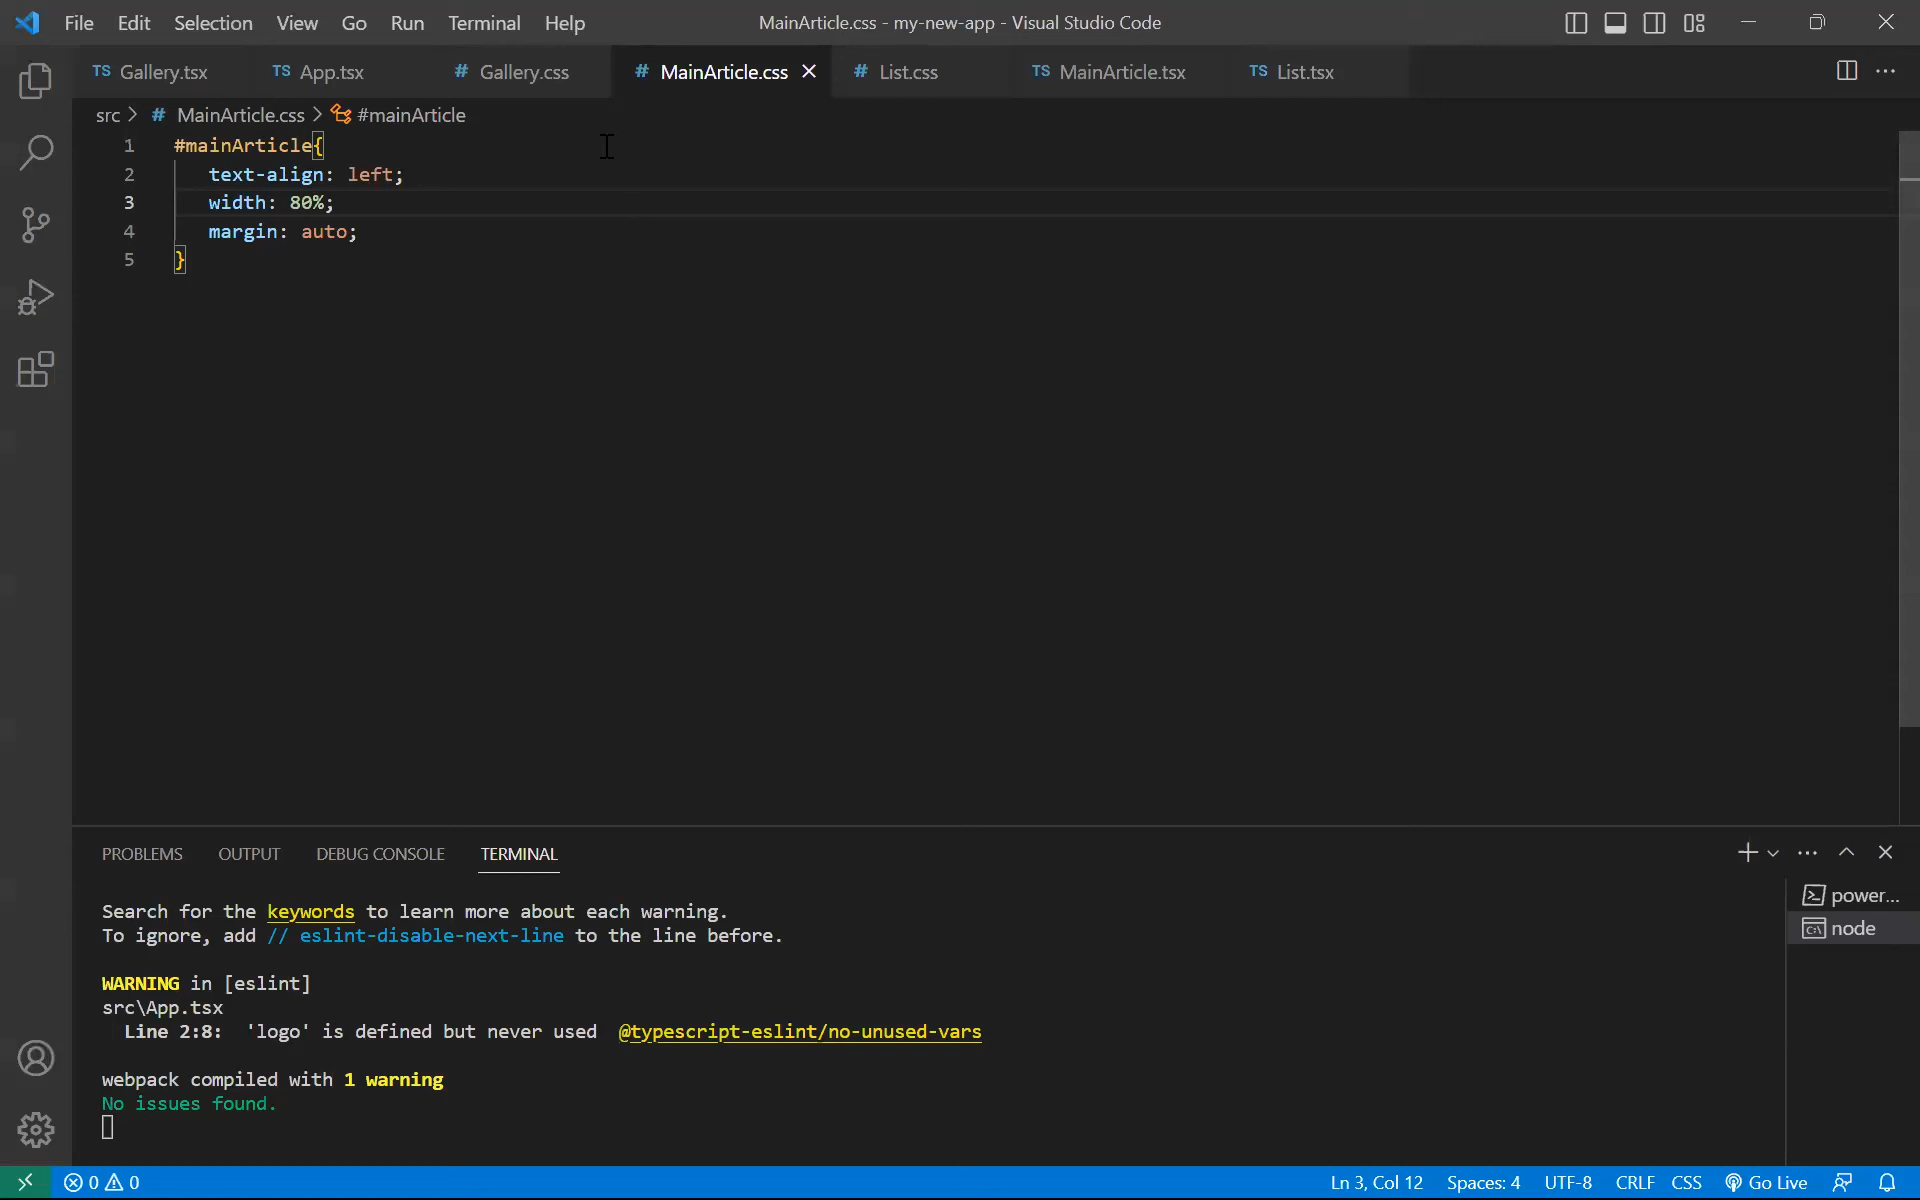 File Edit Selection View Go Run Terminal Help MainArticle.css - my-new-app - Visual Studio Code
TS Gallery.tsx TS App.tsx # Gallery.css # MainArticle.css # List.css TS MainArticle.tsx TS List.tsx
src > # MainArticle.css > #mainArticle
1 #mainArticle{
2 text-align: left;
3 width: 80%;
4 margin: auto;
5 }
PROBLEMS OUTPUT DEBUG CONSOLE TERMINAL
Search for the keywords to learn more about each warning.
To ignore, add // eslint-disable-next-line to the line before.
WARNING in [eslint]
src\App.tsx
Line 2:8: 'logo' is defined but never used @typescript-eslint/no-unused-vars
webpack compiled with 1 warning
No issues found.
power...
node
0 0 Ln 3, Col 12 Spaces: 4 UTF-8 CRLF CSS Go Live